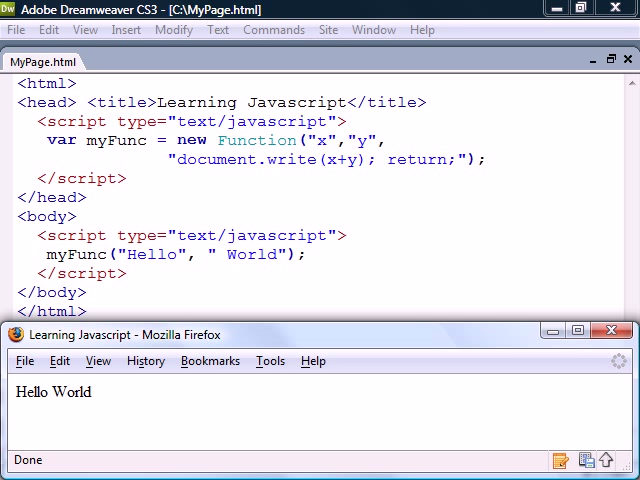 Dw Adobe Dreamweaver CS3 - [C:\MyPage.html]
File Edit View Insert Modify Text Commands Site Window Help
MyPage.html
<html>
<head> <title>Learning Javascript</title>
<script type="text/javascript">
var myFunc = new Function("x","y",
"document.write(x+y); return;");
</script>
</head>
<body>
<script type="text/javascript">
myFunc("Hello", " World");
</script>
</body>
</html>
Learning Javascript - Mozilla Firefox
File Edit View History Bookmarks Tools Help
Hello World
Done